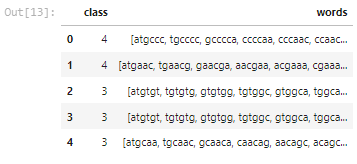 Out[13]:
class words
0 4 [atgccc, tgcccc, gcccca, ccccaa, cccaac, ccaac...
1 4 [atgaac, tgaacg, gaacga, aacgaa, acgaaa, cgaaa...
2 3 [atgtgt, tgtgtg, gtgtgg, tgtggc, gtggca, tggca...
3 3 [atgtgt, tgtgtg, gtgtgg, tgtggc, gtggca, tggca...
4 3 [atgcaa, tgcaac, gcaaca, caacag, aacagc, acagc...